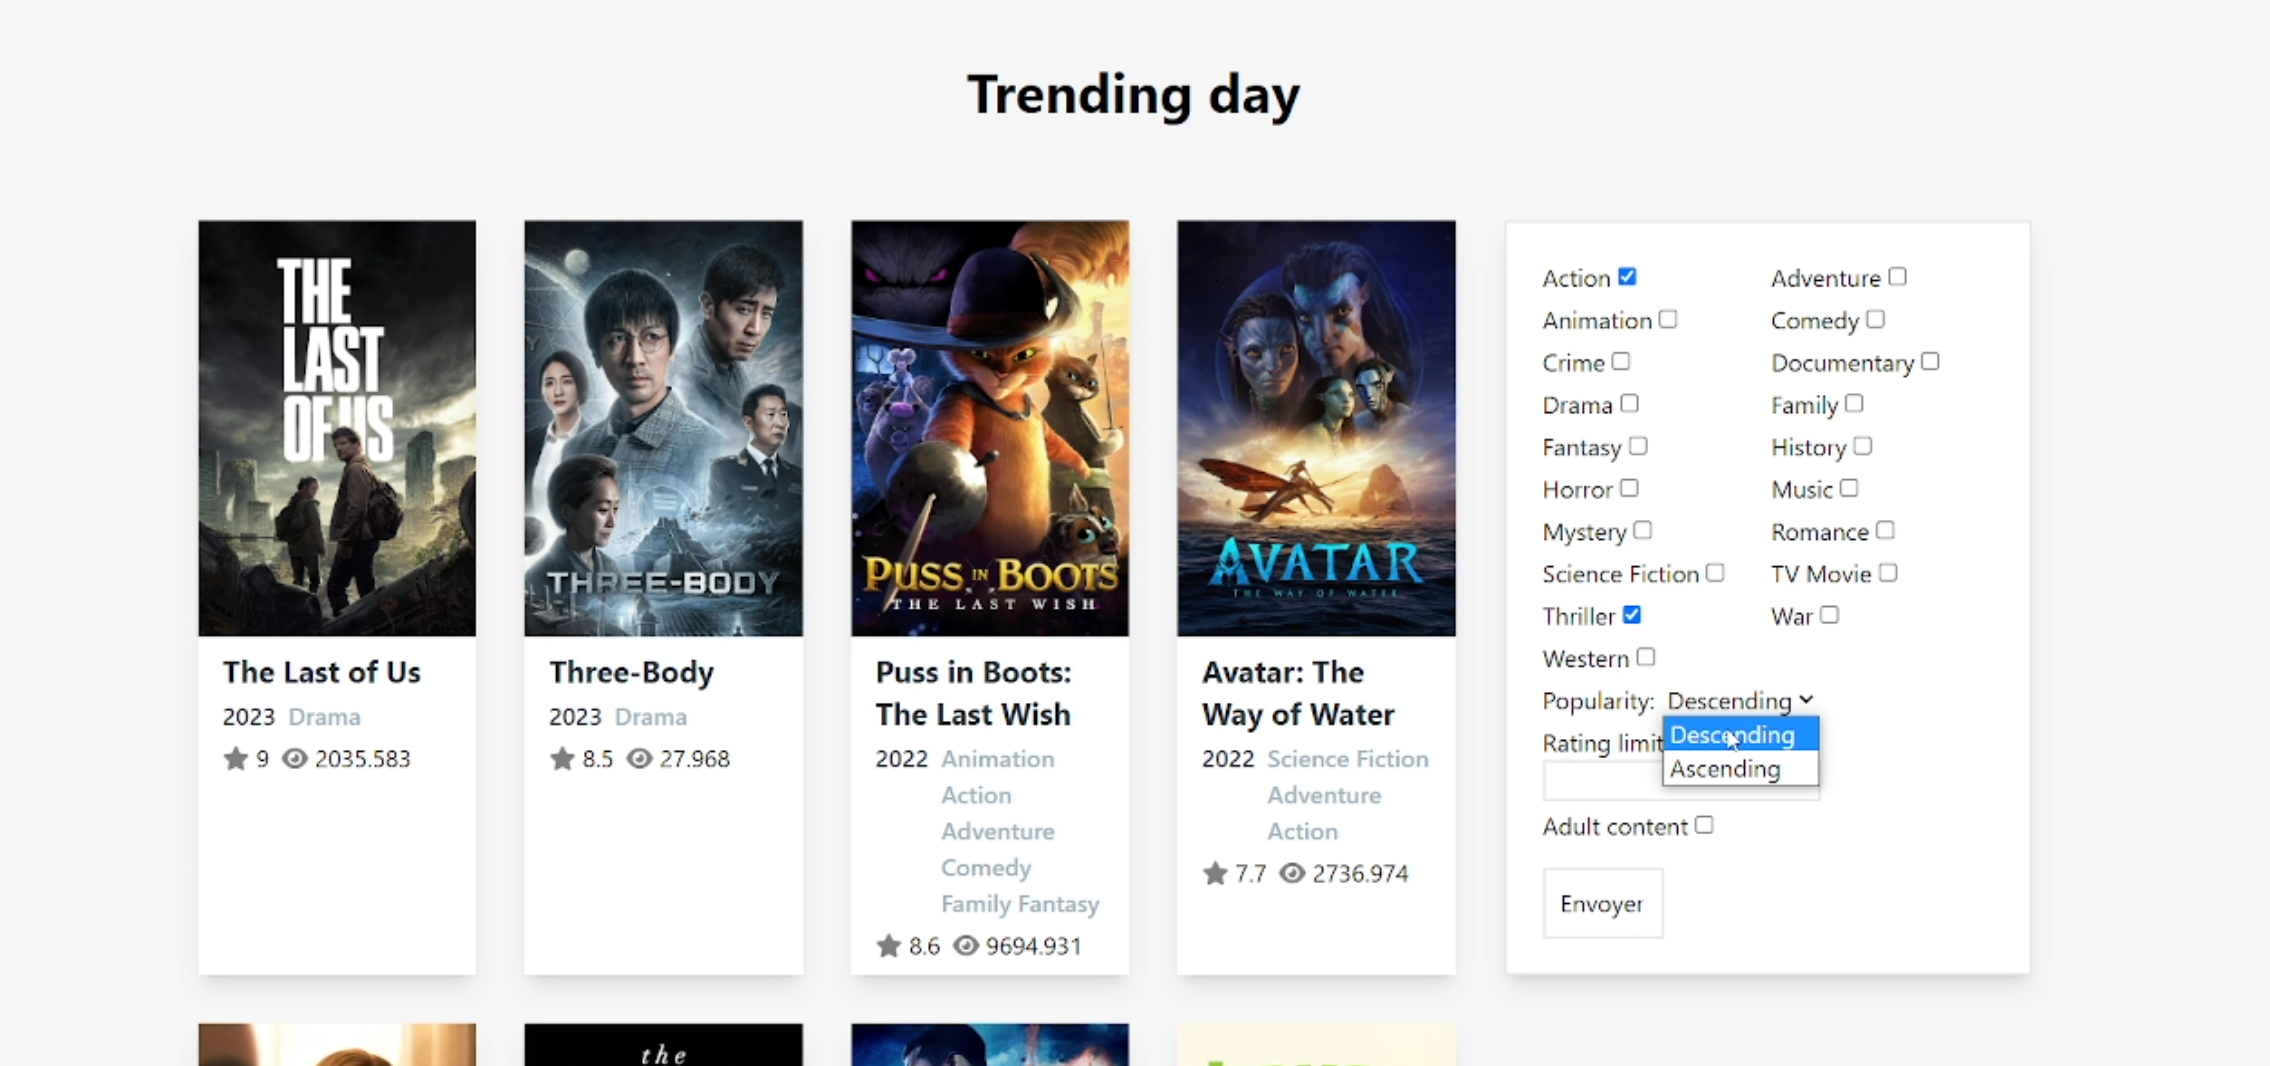 Trending day
THE
LAST
OF US
THREE-BODY
PUSS IN BOOTS
THE LAST WISH
AVATAR
THE WAY OF WATER
The Last of Us
2023 Drama
9 2035.583
Three-Body
2023 Drama
8.5 27.968
Puss in Boots:
The Last Wish
2022 Animation
Action
Adventure
Comedy
Family Fantasy
8.6 9694.931
Avatar: The
Way of Water
2022 Science Fiction
Adventure
Action
7.7 2736.974
Action Adventure
Animation Comedy
Crime Documentary
Drama Family
Fantasy History
Horror Music
Mystery Romance
Science Fiction TV Movie
Thriller War
Western
Popularity: Descending
Descending
Ascending
Rating limit
Adult content
Envoyer
the